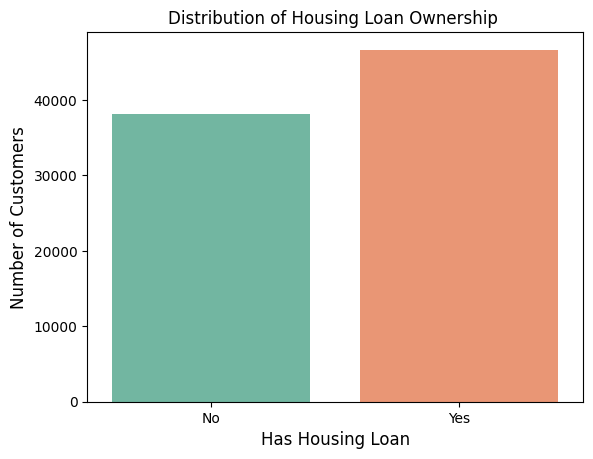 Distribution of Housing Loan Ownership
Number of Customers
40000
30000
20000
10000
0
No
Yes
Has Housing Loan